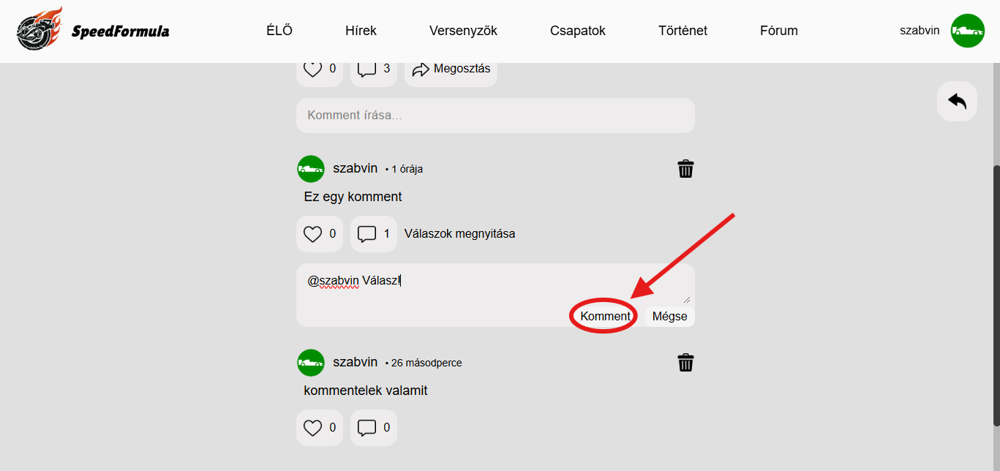 SpeedFormula
ÉLŐ
Hírek
Versenyzők
Csapatok
Történet
Fórum
szabvin
0
3
Megosztás
Komment írása...
szabvin • 1 órája
Ez egy komment
0
1
Válaszok megnyitása
@szabvin Válasz!
Komment
Mégse
szabvin • 26 másodperce
kommentelek valamit
0
0